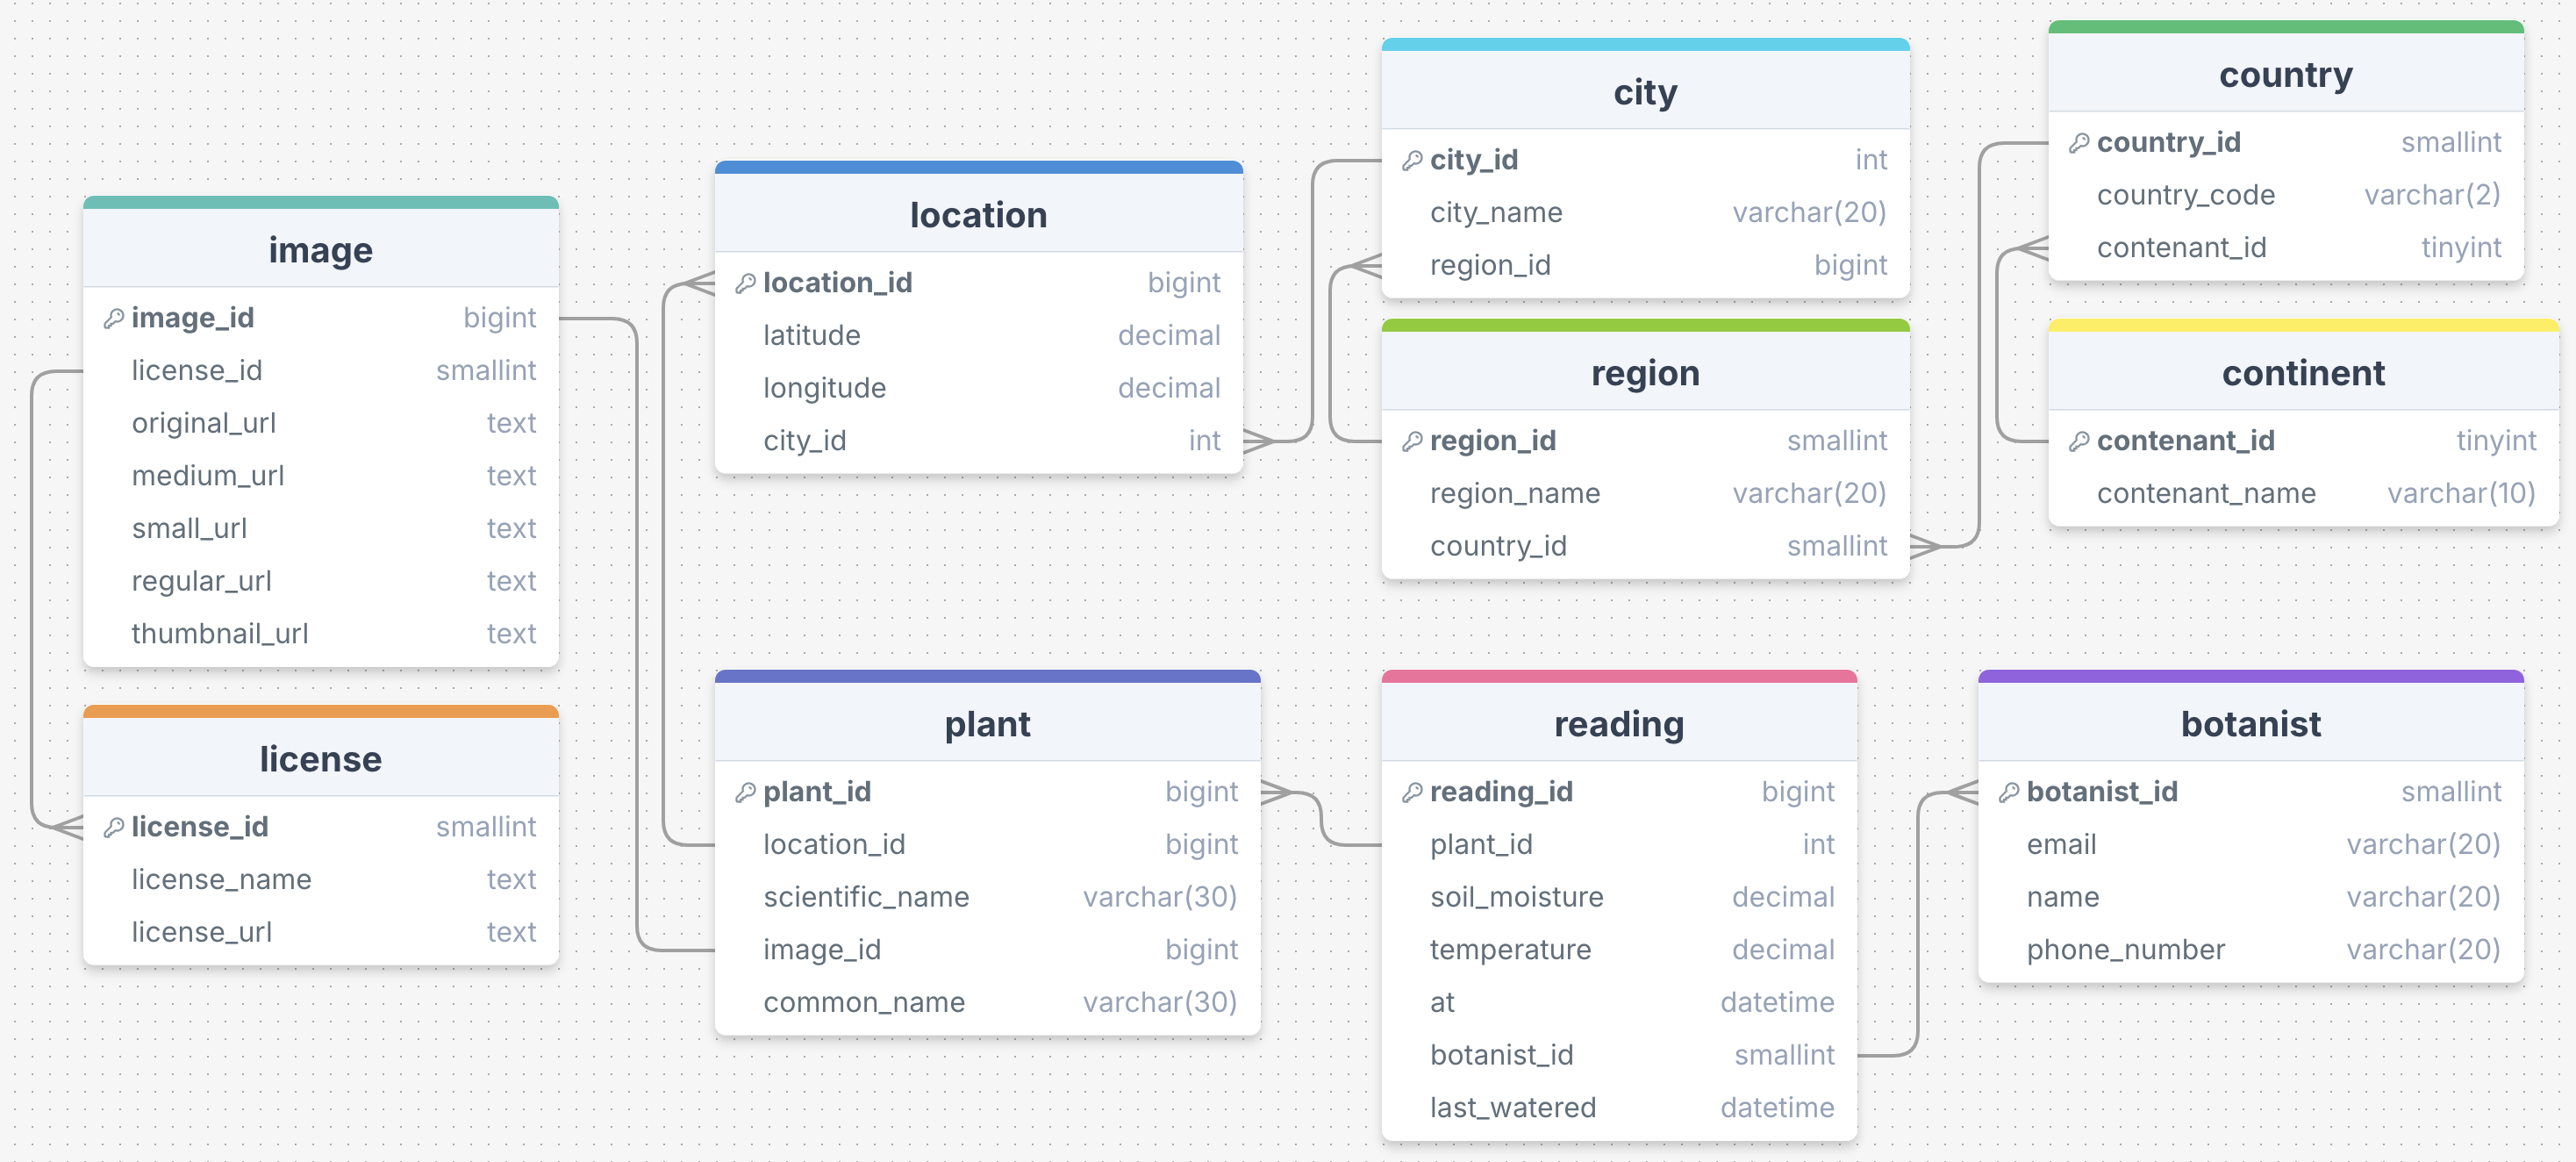 image
image_id bigint
license_id smallint
original_url text
medium_url text
small_url text
regular_url text
thumbnail_url text
license
license_id smallint
license_name text
license_url text
location
location_id bigint
latitude decimal
longitude decimal
city_id int
plant
plant_id bigint
location_id bigint
scientific_name varchar(30)
image_id bigint
common_name varchar(30)
city
city_id int
city_name varchar(20)
region_id bigint
region
region_id smallint
region_name varchar(20)
country_id smallint
reading
reading_id bigint
plant_id int
soil_moisture decimal
temperature decimal
at datetime
botanist_id smallint
last_watered datetime
country
country_id smallint
country_code varchar(2)
contenant_id tinyint
continent
contenant_id tinyint
contenant_name varchar(10)
botanist
botanist_id smallint
email varchar(20)
name varchar(20)
phone_number varchar(20)